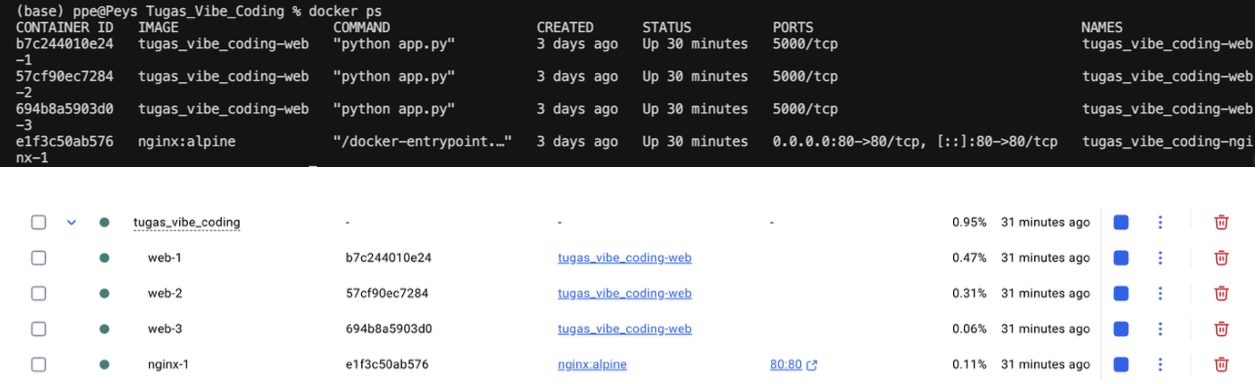 (base) ppe@Peys Tugas_Vibe_Coding % docker ps
CONTAINER ID   IMAGE                   COMMAND                  CREATED      STATUS          PORTS                                 NAMES
b7c244010e24   tugas_vibe_coding-web   "python app.py"          3 days ago   Up 30 minutes   5000/tcp                              tugas_vibe_coding-web
-1
57cf90ec7284   tugas_vibe_coding-web   "python app.py"          3 days ago   Up 30 minutes   5000/tcp                              tugas_vibe_coding-web
-2
694b8a5903d0   tugas_vibe_coding-web   "python app.py"          3 days ago   Up 30 minutes   5000/tcp                              tugas_vibe_coding-web
-3
e1f3c50ab576   nginx:alpine            "/docker-entrypoint.…"   3 days ago   Up 30 minutes   0.0.0.0:80->80/tcp, [::]:80->80/tcp   tugas_vibe_coding-ngi
nx-1
tugas_vibe_coding - - - 0.95% 31 minutes ago
web-1 b7c244010e24 tugas_vibe_coding-web 0.47% 31 minutes ago
web-2 57cf90ec7284 tugas_vibe_coding-web 0.31% 31 minutes ago
web-3 694b8a5903d0 tugas_vibe_coding-web 0.06% 31 minutes ago
nginx-1 e1f3c50ab576 nginx:alpine 80:80 0.11% 31 minutes ago